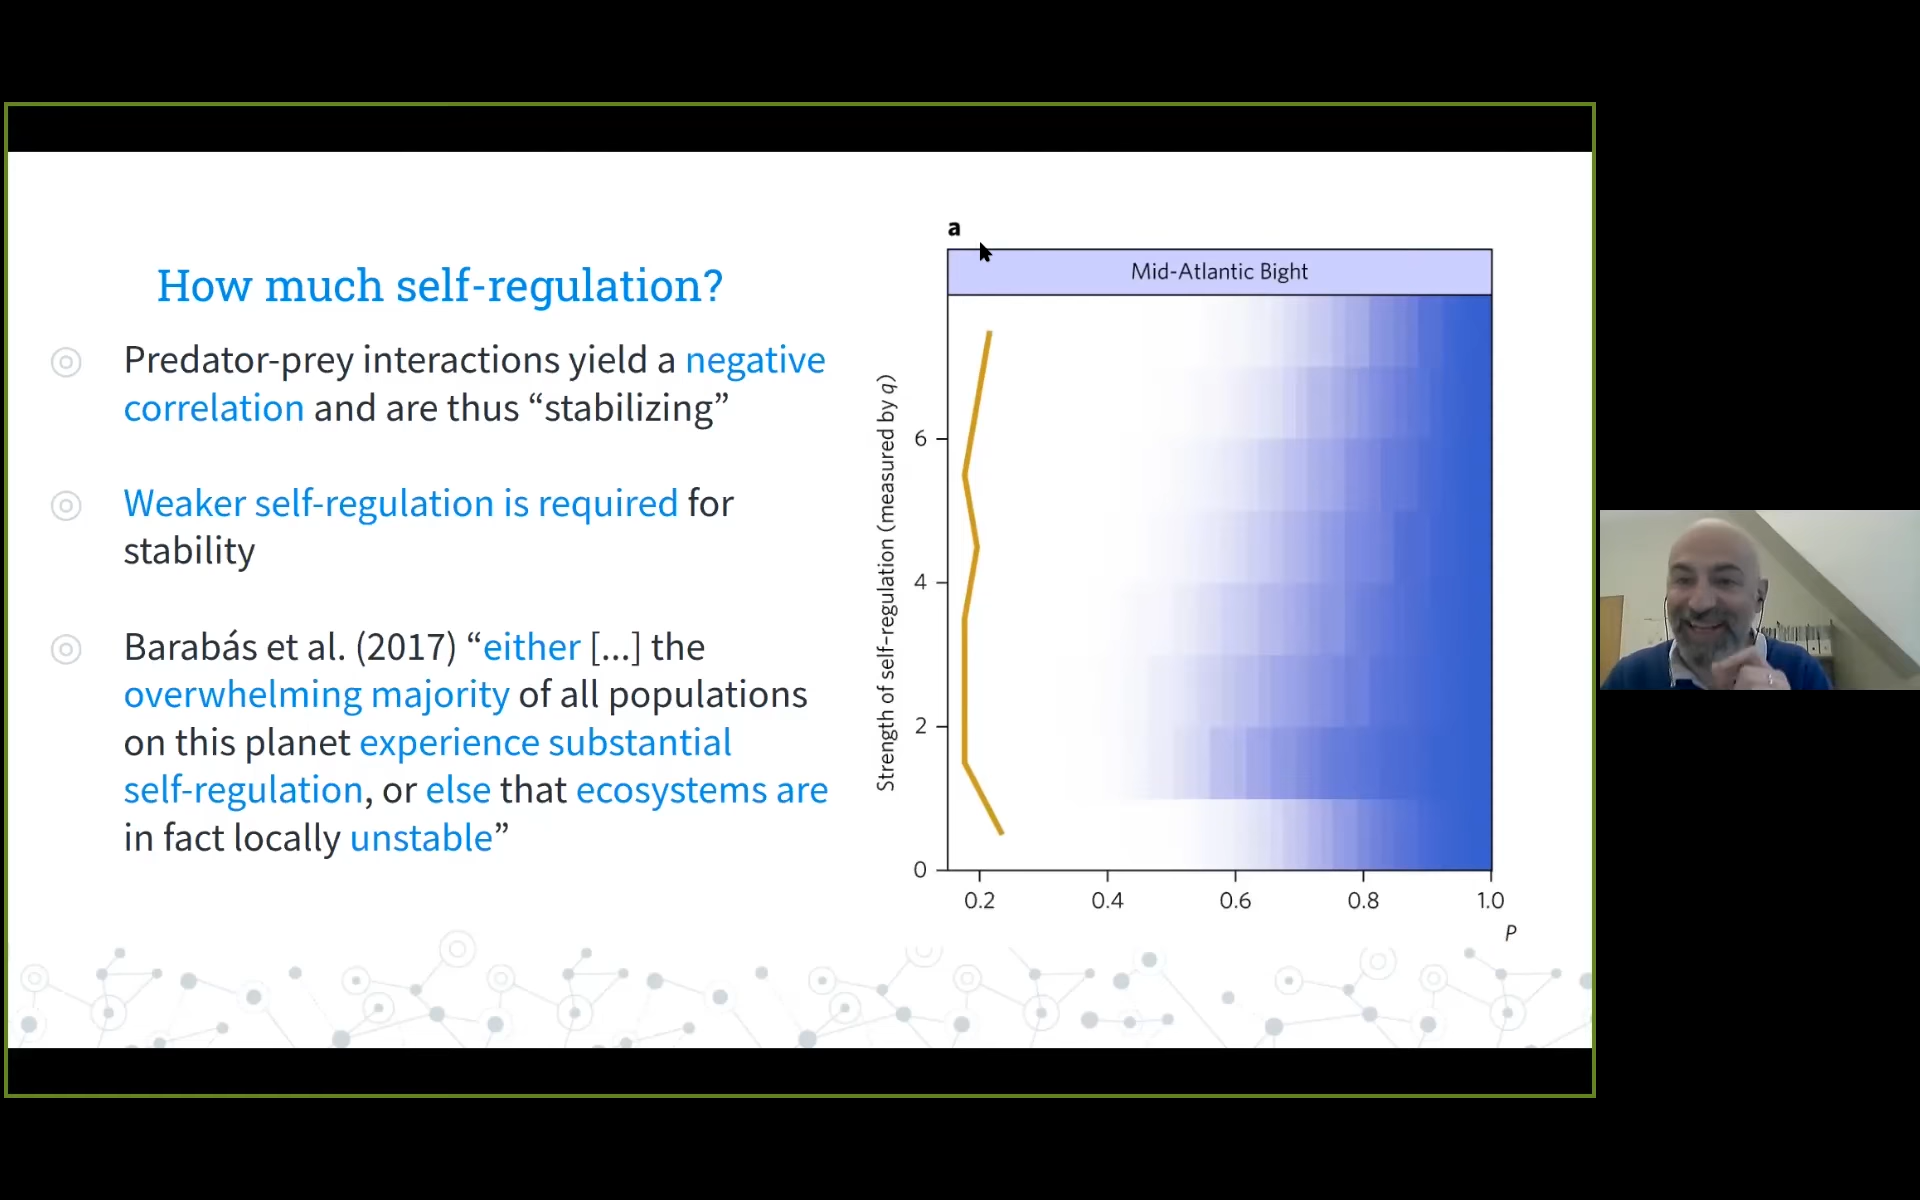 How much self-regulation?
Predator-prey interactions yield a negative
correlation and are thus “stabilizing”
Weaker self-regulation is required for
stability
Barabás et al. (2017) “either [...] the
overwhelming majority of all populations
on this planet experience substantial
self-regulation, or else that ecosystems are
in fact locally unstable”
a
Mid-Atlantic Bight
Strength of self-regulation (measured by q)
6
4
2
0
0.2 0.4 0.6 0.8 1.0
P